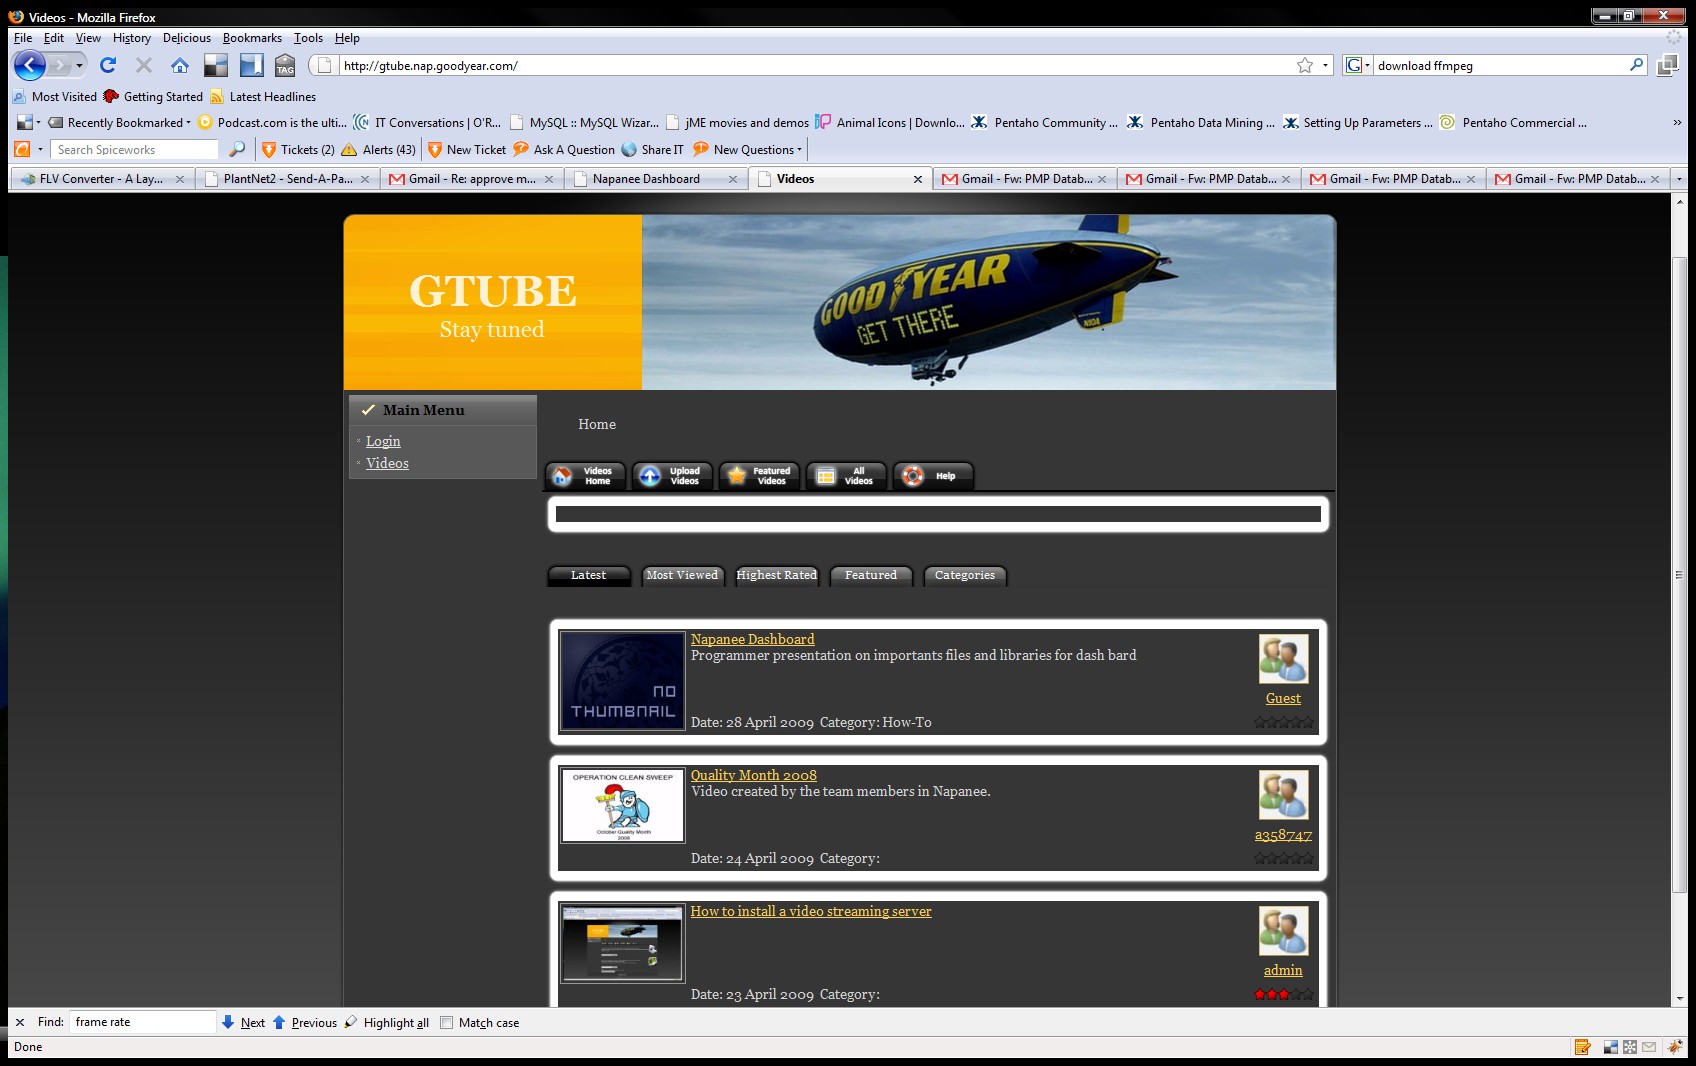 Videos - Mozilla Firefox
File Edit View History Delicious Bookmarks Tools Help
TAG
http://gtube.nap.goodyear.com/
G
download ffmpeg
Most Visited Getting Started Latest Headlines
Recently Bookmarked Podcast.com is the ulti... IT Conversations | O'R... MySQL :: MySQL Wizar... jME movies and demos Animal Icons | Downlo... Pentaho Community ... Pentaho Data Mining ... Setting Up Parameters ... Pentaho Commercial ... »
Search Spiceworks Tickets (2) Alerts (43) New Ticket Ask A Question Share IT New Questions
FLV Converter - A Lay... PlantNet2 - Send-A-Pa... Gmail - Re: approve m... Napanee Dashboard Videos Gmail - Fw: PMP Datab... Gmail - Fw: PMP Datab... Gmail - Fw: PMP Datab... Gmail - Fw: PMP Datab...
GTUBE
Stay tuned
GOOD YEAR
GET THERE
N10A
Main Menu
Login
Videos
Home
Videos Home
Upload Videos
Featured Videos
All Videos
Help
Latest Most Viewed Highest Rated Featured Categories
NO THUMBNAIL
Napanee Dashboard
Programmer presentation on importants files and libraries for dash bard
Guest
Date: 28 April 2009 Category: How-To
OPERATION CLEAN SWEEP
October Quality Month
2008
Quality Month 2008
Video created by the team members in Napanee.
a358747
Date: 24 April 2009 Category:
How to install a video streaming server
admin
Date: 23 April 2009 Category:
Find: frame rate Next Previous Highlight all Match case
Done